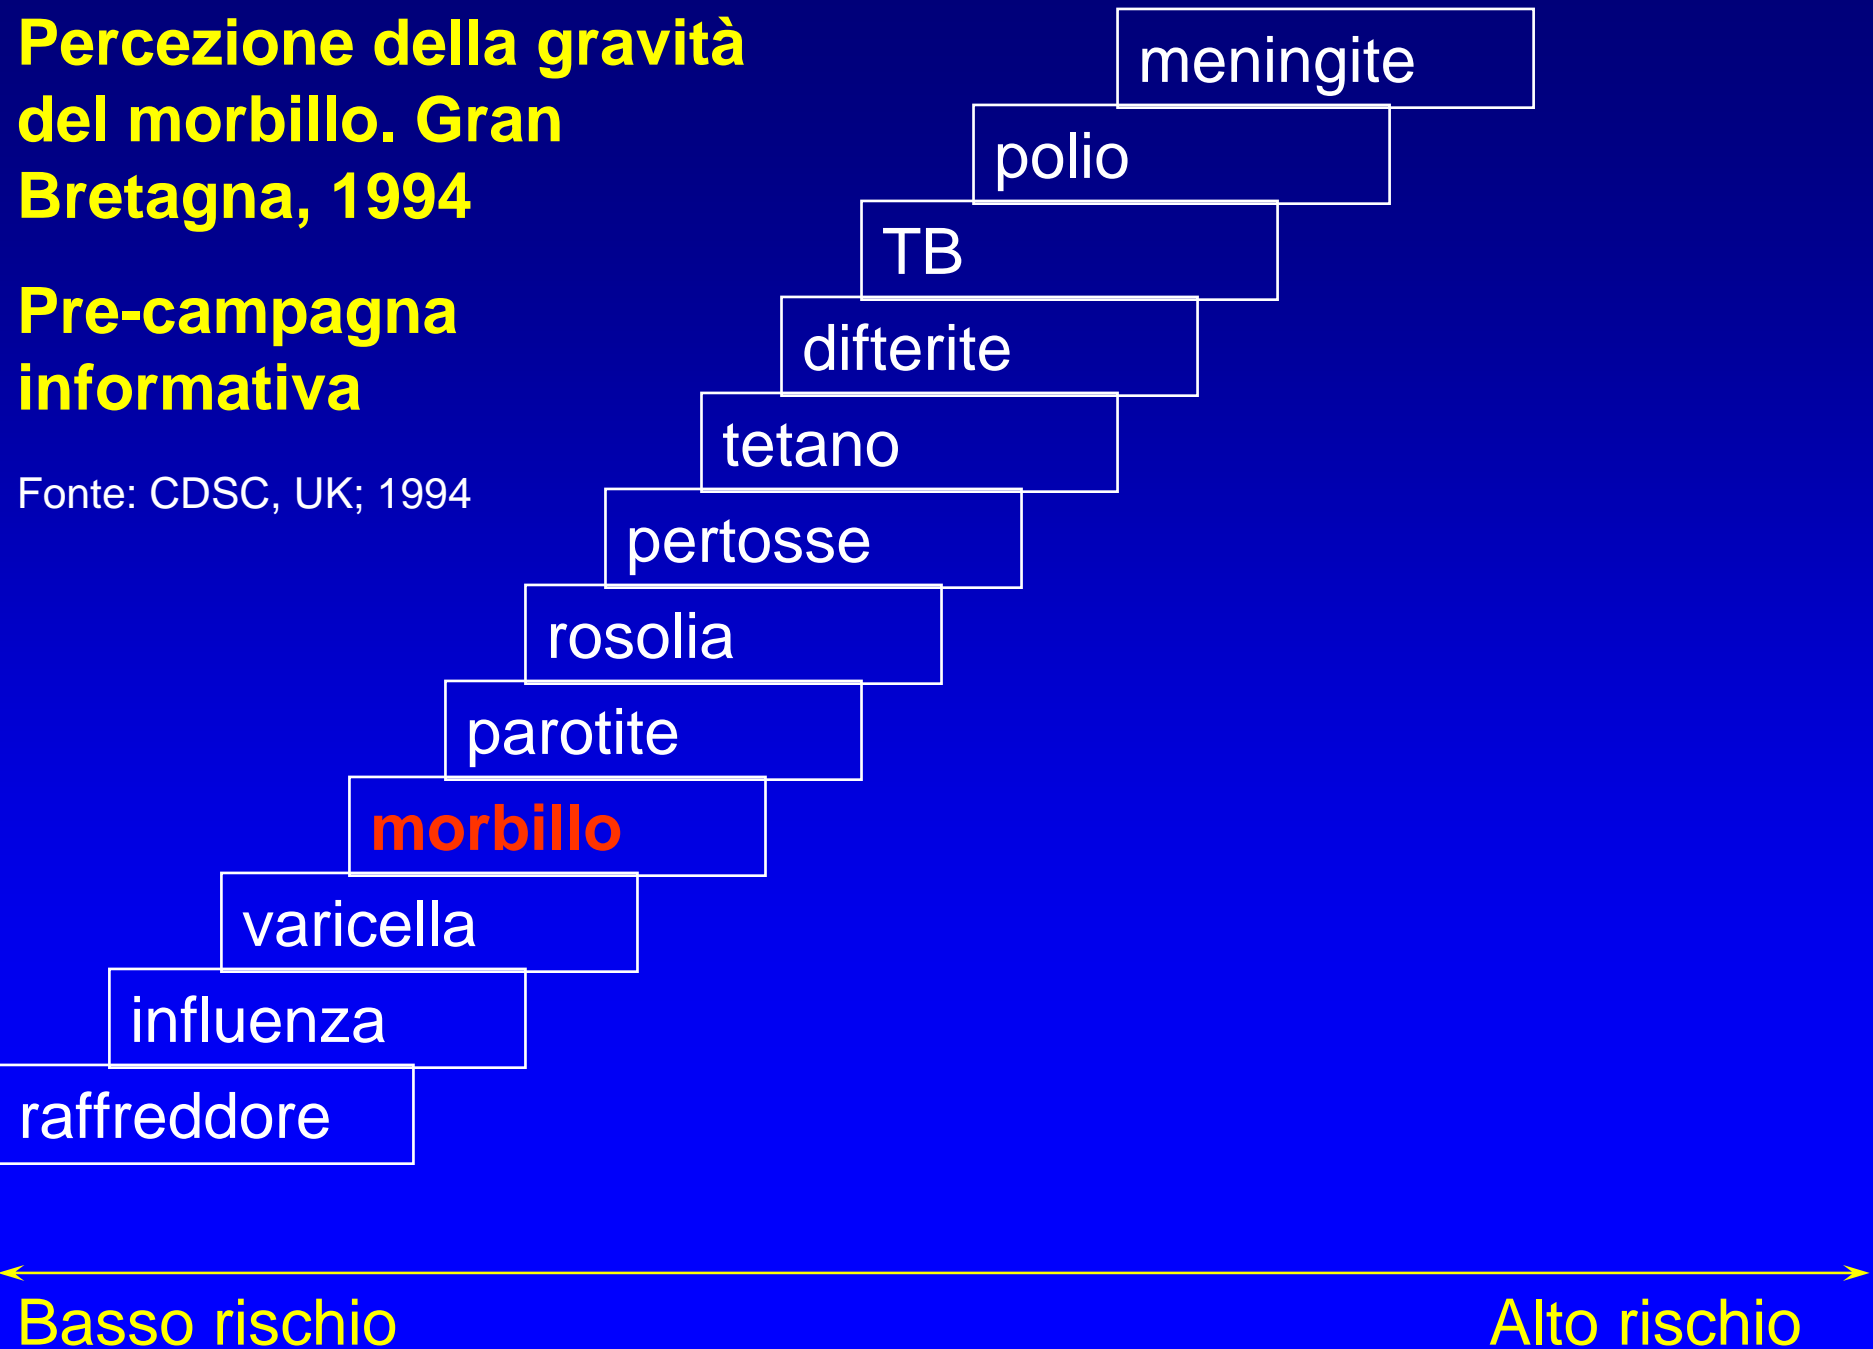 Percezione della gravità
del morbillo. Gran
Bretagna, 1994
Pre-campagna
informativa
Fonte: CDSC, UK; 1994
meningite
polio
TB
difterite
tetano
pertosse
rosolia
parotite
morbillo
varicella
influenza
raffreddore
Basso rischio
Alto rischio